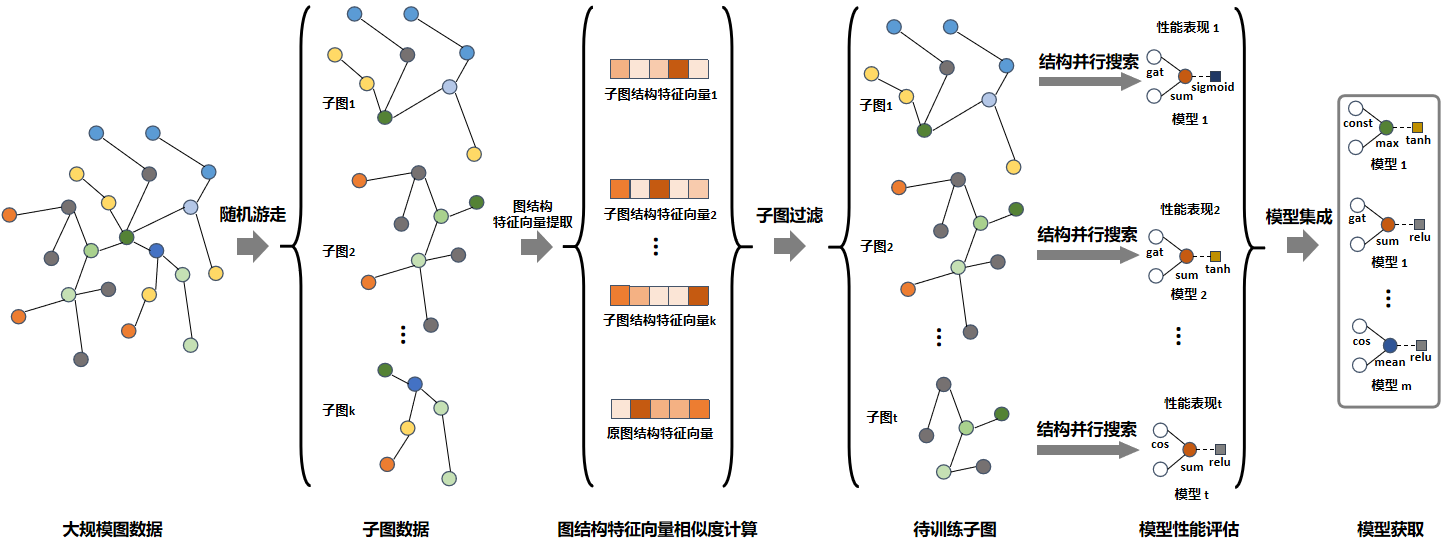 随机游走
大规模图数据
子图1
子图2
子图k
子图数据
图结构
特征向量提取
子图结构特征向量1
子图结构特征向量2
子图结构特征向量k
原图结构特征向量
图结构特征向量相似度计算
子图过滤
子图1
子图2
子图t
待训练子图
结构并行搜索
结构并行搜索
结构并行搜索
性能表现 1
gat
sum
sigmoid
模型 1
性能表现2
gat
sum
tanh
模型 2
性能表现t
cos
sum
relu
模型 t
模型性能评估
模型集成
const
max
tanh
模型 1
gat
sum
relu
模型 1
cos
mean
relu
模型 m
模型获取